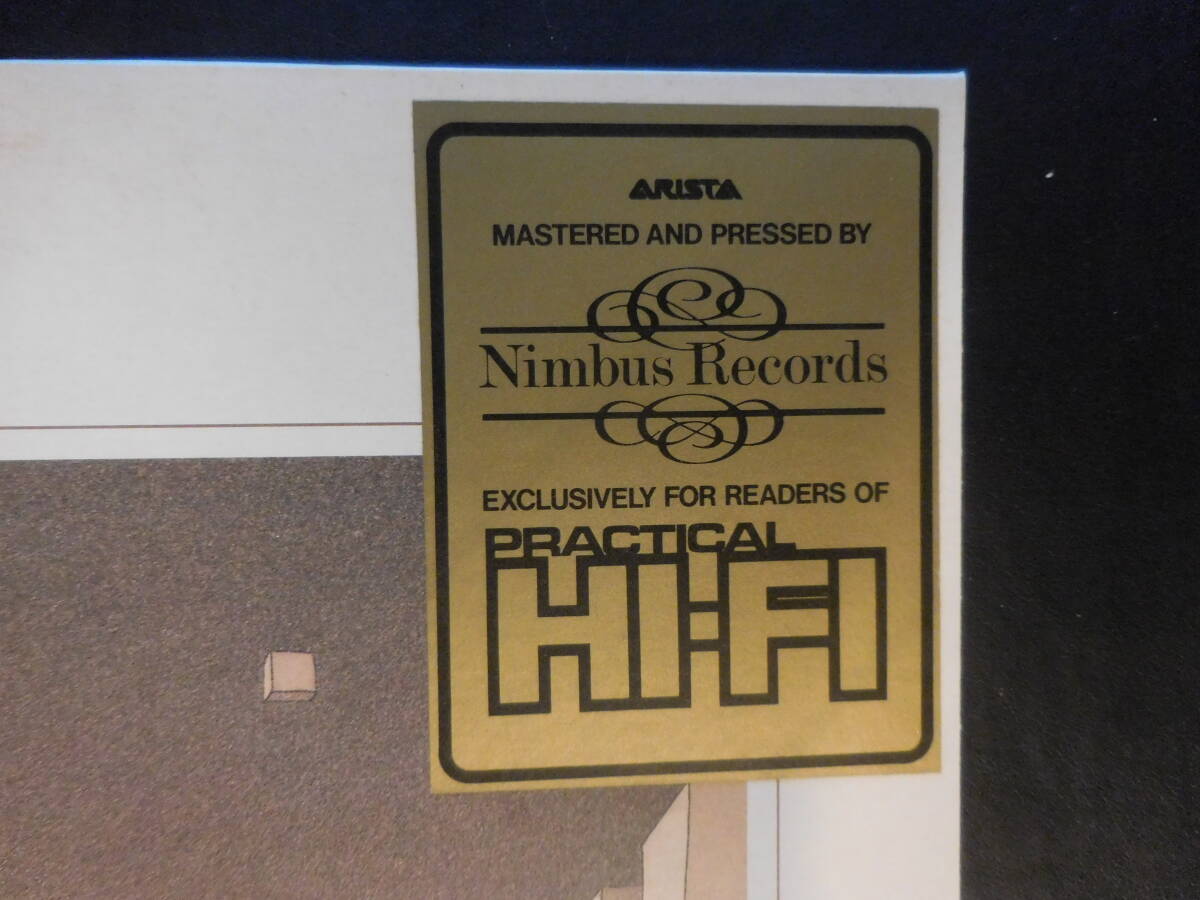 ARISTA
MASTERED AND PRESSED BY
Nimbus Records
EXCLUSIVELY FOR READERS OF
PRACTICAL
HI-FI